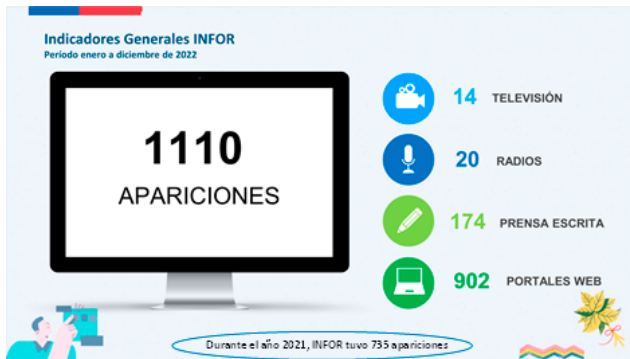 Indicadores Generales INFOR
Período enero a diciembre de 2022
1110
APARICIONES
14 TELEVISIÓN
20 RADIOS
174 PRENSA ESCRITA
902 PORTALES WEB
Durante el año 2021, INFOR tuvo 735 apariciones